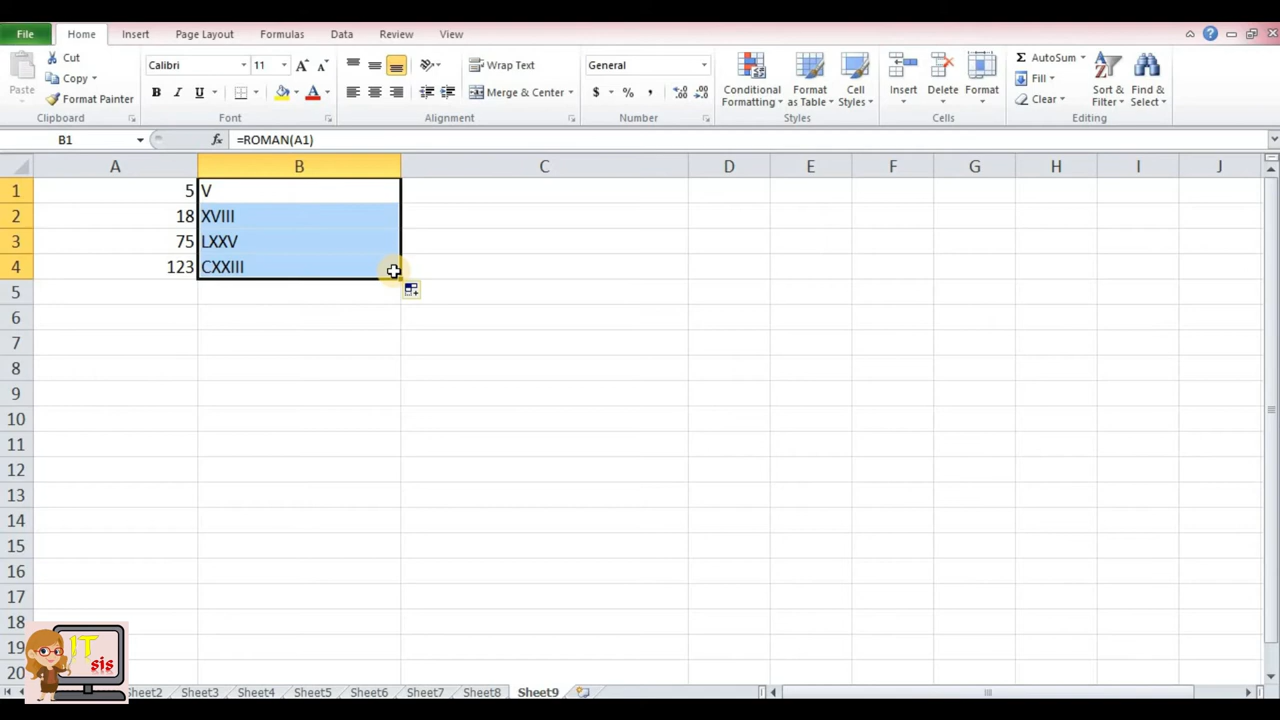 File Home Insert Page Layout Formulas Data Review View
Cut
Copy
Format Painter
Paste
Clipboard
Calibri 11 A A
B I U A
Font
Wrap Text
Merge & Center
Alignment
General
$ % ,
Number
Conditional Formatting
Format as Table
Cell Styles
Styles
Insert Delete Format
Cells
Σ AutoSum
Fill
Clear
Sort & Filter
Find & Select
Editing
B1 fx =ROMAN(A1)
A B C D E F G H I J
1 5 V
2 18 XVIII
3 75 LXXV
4 123 CXXIII
5
6
7
8
9
10
11
12
13
14
15
16
17
18
19
20
IT
sis
Sheet2 Sheet3 Sheet4 Sheet5 Sheet6 Sheet7 Sheet8 Sheet9